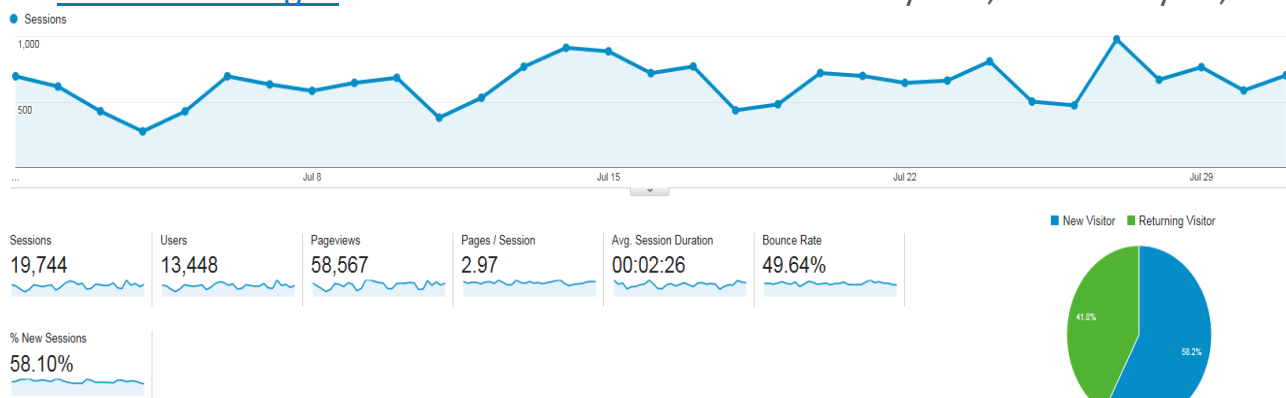 Sessions
1,000
500
... Jul 8 Jul 15 Jul 22 Jul 29
New Visitor Returning Visitor
Sessions Users Pageviews Pages / Session Avg. Session Duration Bounce Rate
19,744 13,448 58,567 2.97 00:02:26 49.64%
41.8%
58.2%
% New Sessions
58.10%